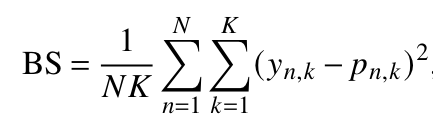 BS = \frac{1}{NK} \sum_{n=1}^{N} \sum_{k=1}^{K} (y_{n,k} - p_{n,k})^2,